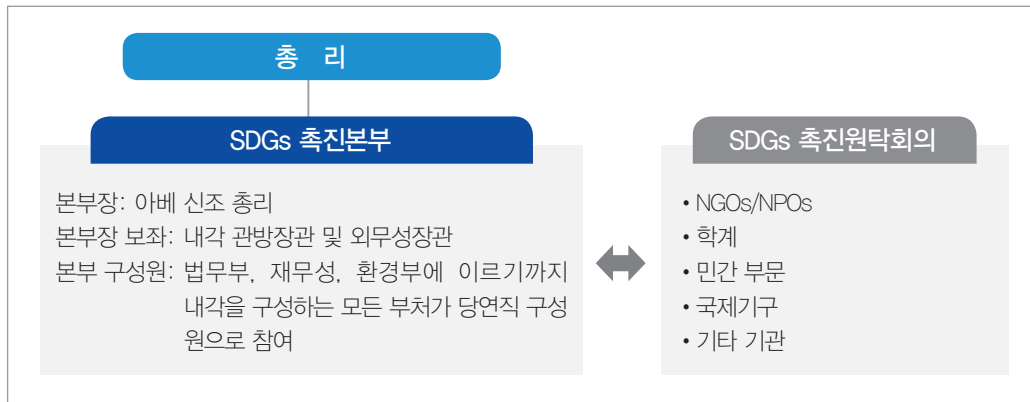 총 리
SDGs 촉진본부
본부장: 아베 신조 총리
본부장 보좌: 내각 관방장관 및 외무성장관
본부 구성원: 법무부, 재무성, 환경부에 이르기까지
내각을 구성하는 모든 부처가 당연직 구성
원으로 참여
SDGs 촉진원탁회의
• NGOs/NPOs
• 학계
• 민간 부문
• 국제기구
• 기타 기관